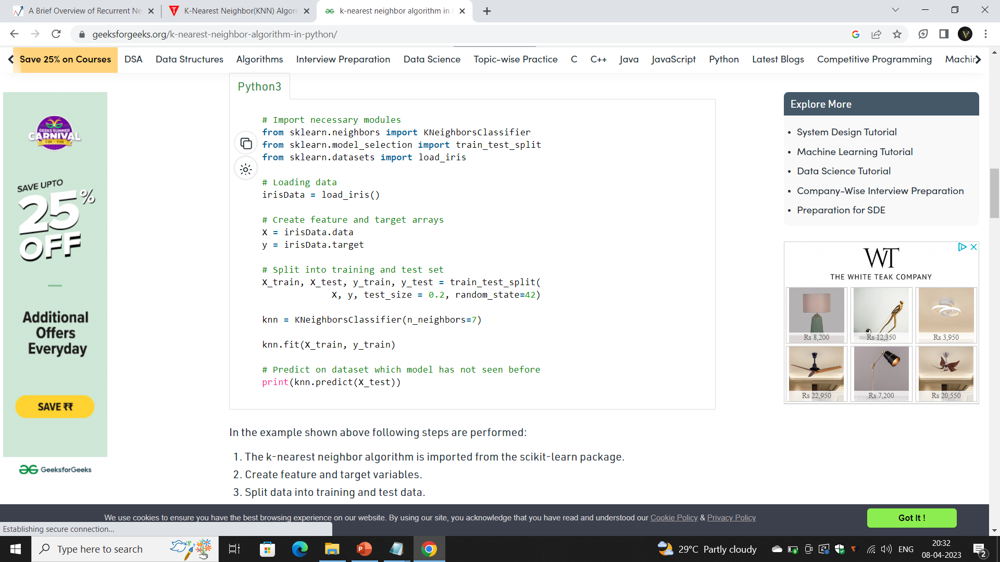 A Brief Overview of Recurrent Ne
K-Nearest Neighbor(KNN) Algori
k-nearest neighbor algorithm in
geeksforgeeks.org/k-nearest-neighbor-algorithm-in-python/
Save 25% on Courses DSA Data Structures Algorithms Interview Preparation Data Science Topic-wise Practice C C++ Java JavaScript Python Latest Blogs Competitive Programming Machin
Python3
# Import necessary modules
from sklearn.neighbors import KNeighborsClassifier
from sklearn.model_selection import train_test_split
from sklearn.datasets import load_iris
# Loading data
irisData = load_iris()
# Create feature and target arrays
X = irisData.data
y = irisData.target
# Split into training and test set
X_train, X_test, y_train, y_test = train_test_split(
X, y, test_size = 0.2, random_state=42)
knn = KNeighborsClassifier(n_neighbors=7)
knn.fit(X_train, y_train)
# Predict on dataset which model has not seen before
print(knn.predict(X_test))
In the example shown above following steps are performed:
1. The k-nearest neighbor algorithm is imported from the scikit-learn package.
2. Create feature and target variables.
3. Split data into training and test data.
GEEKS SUMMER
CARNIVAL
SAVE UPTO
25%
OFF
Additional
Offers
Everyday
SAVE ₹₹
GeeksforGeeks
Explore More
• System Design Tutorial
• Machine Learning Tutorial
• Data Science Tutorial
• Company-Wise Interview Preparation
• Preparation for SDE
WT
THE WHITE TEAK COMPANY
Rs 8,200 Rs 12,350 Rs 3,950
Rs 22,950 Rs 7,200 Rs 20,550
We use cookies to ensure you have the best browsing experience on our website. By using our site, you acknowledge that you have read and understood our Cookie Policy & Privacy Policy
Got It !
Establishing secure connection...
Type here to search
29°C Partly cloudy
ENG
20:32
08-04-2023
2